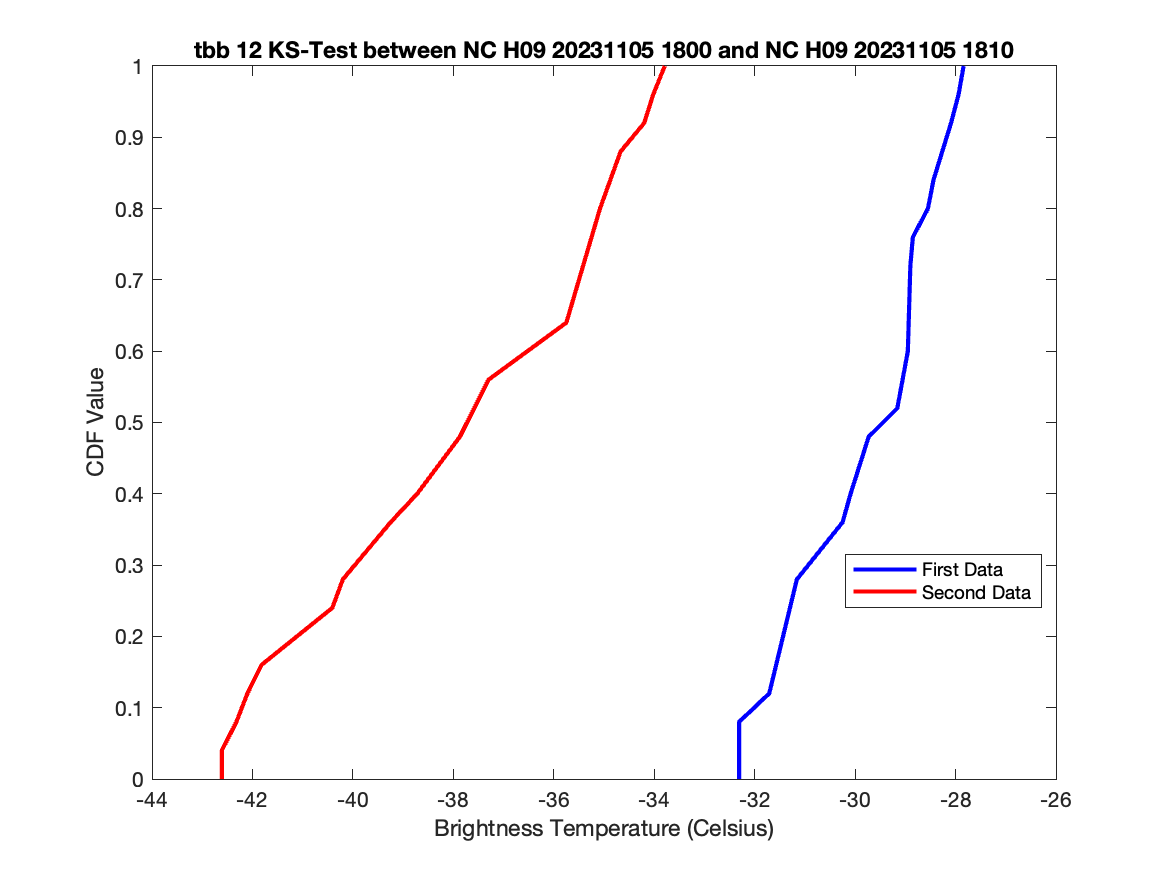 tbb 12 KS-Test between NC H09 20231105 1800 and NC H09 20231105 1810
1
0.9
0.8
0.7
0.6
0.5
0.4
0.3
0.2
0.1
0
CDF Value
First Data
Second Data
-44 -42 -40 -38 -36 -34 -32 -30 -28 -26
Brightness Temperature (Celsius)